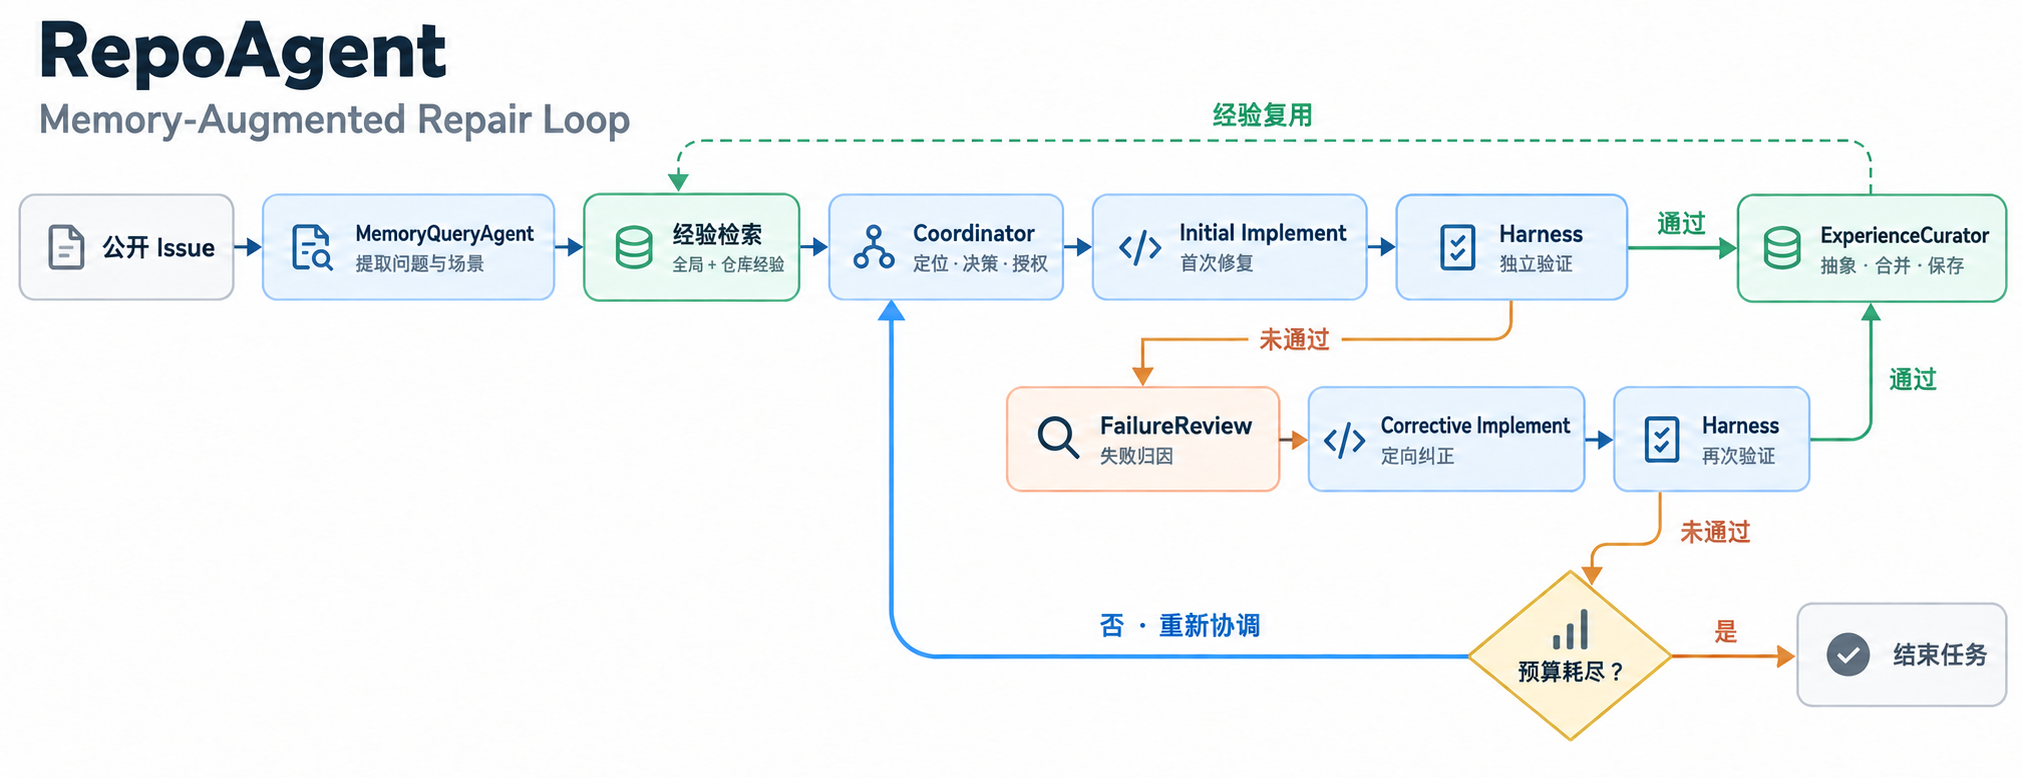 RepoAgent
Memory-Augmented Repair Loop
经验复用
公开 Issue
MemoryQueryAgent
提取问题与场景
经验检索
全局 + 仓库经验
Coordinator
定位 · 决策 · 授权
Initial Implement
首次修复
Harness
独立验证
通过
ExperienceCurator
抽象 · 合并 · 保存
未通过
通过
FailureReview
失败归因
Corrective Implement
定向纠正
Harness
再次验证
未通过
否 · 重新协调
预算耗尽？
是
结束任务